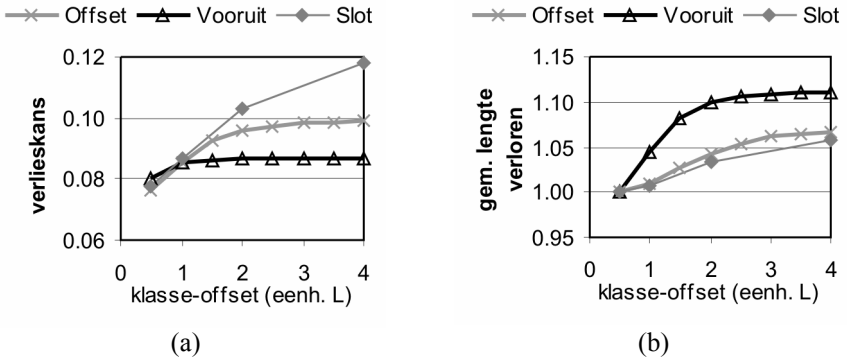 Offset Vooruit Slot
0.12
0.10
0.08
0.06
verlieskans
0 1 2 3 4
klasse-offset (eenh. L)
(a)
Offset Vooruit Slot
1.15
1.10
1.05
1.00
0.95
gem. lengte
verloren
0 1 2 3 4
klasse-offset (eenh. L)
(b)